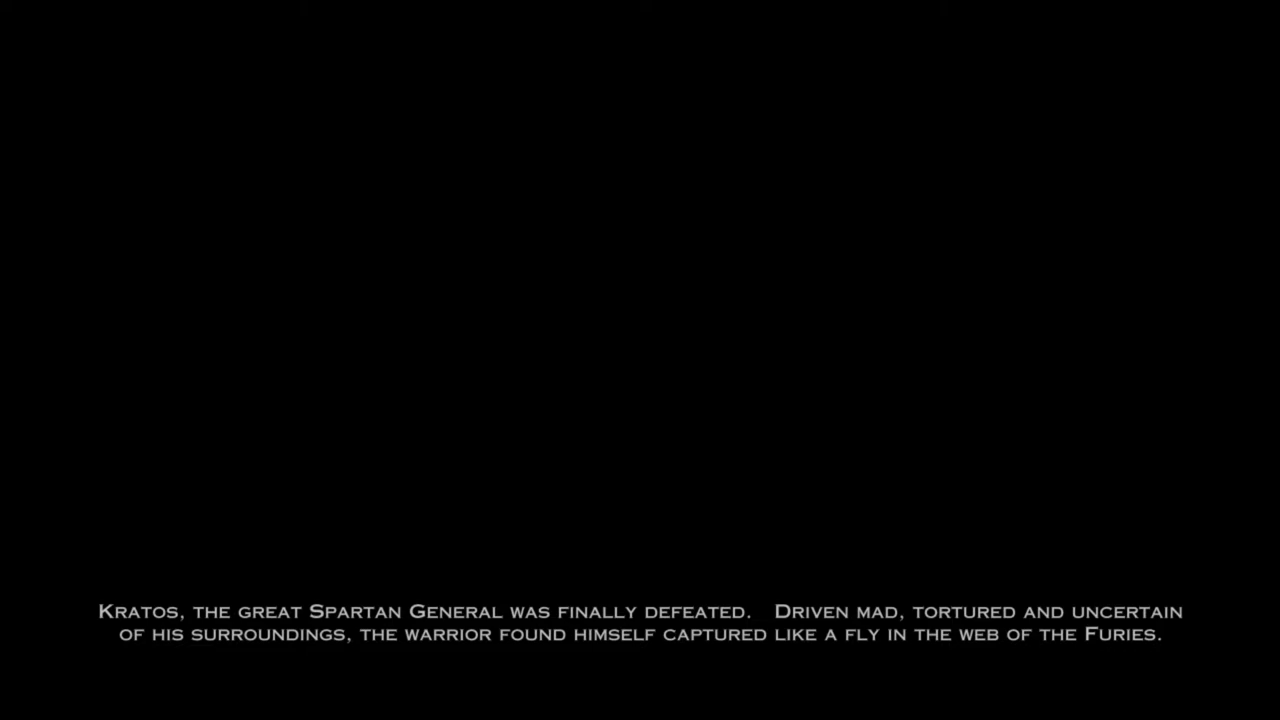 Kratos, the great Spartan General was finally defeated.   Driven mad, tortured and uncertain
of his surroundings, the warrior found himself captured like a fly in the web of the Furies.